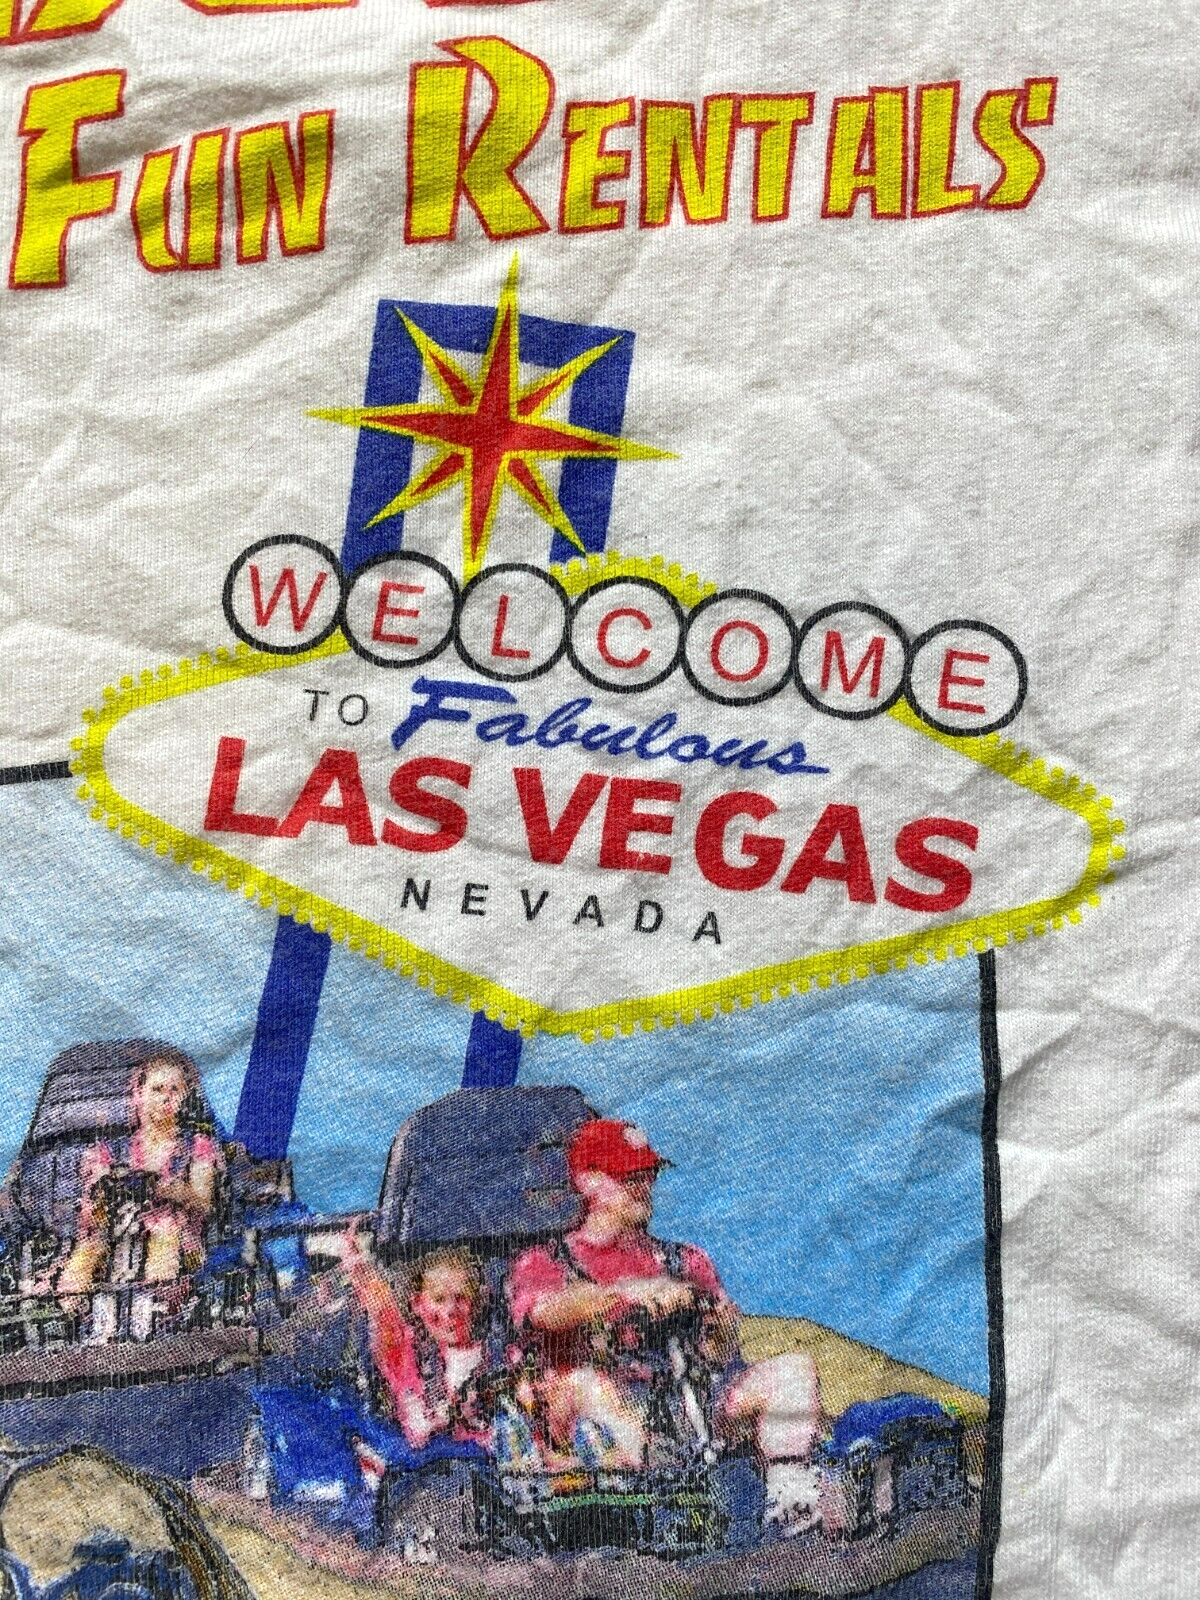 FUN RENTALS
WELCOME
TO Fabulous
LAS VEGAS
NEVADA